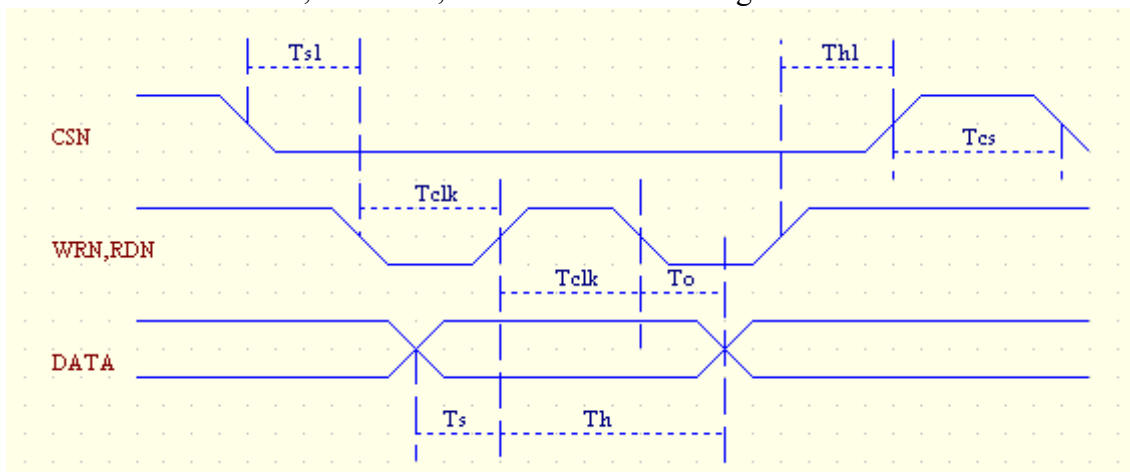 Ts1 Th1
CSN Tcs
Tclk
WRN,RDN
Tclk To
DATA
Ts Th